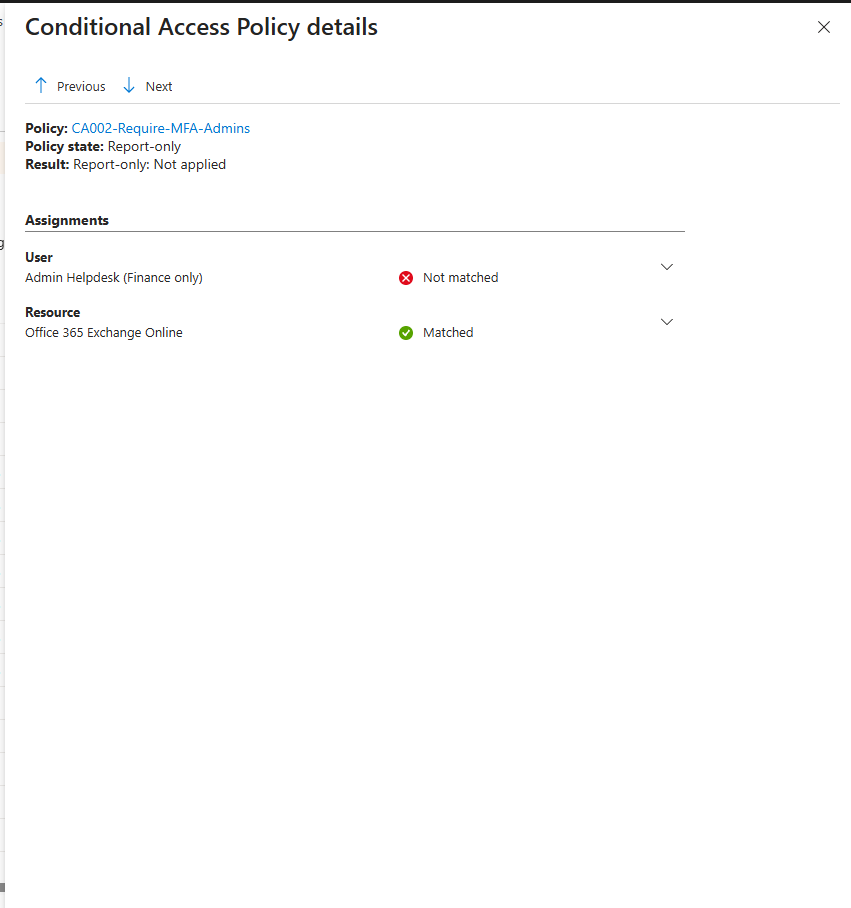 Conditional Access Policy details
Previous Next
Policy: CA002-Require-MFA-Admins
Policy state: Report-only
Result: Report-only: Not applied
Assignments
User
Admin Helpdesk (Finance only) Not matched
Resource
Office 365 Exchange Online Matched